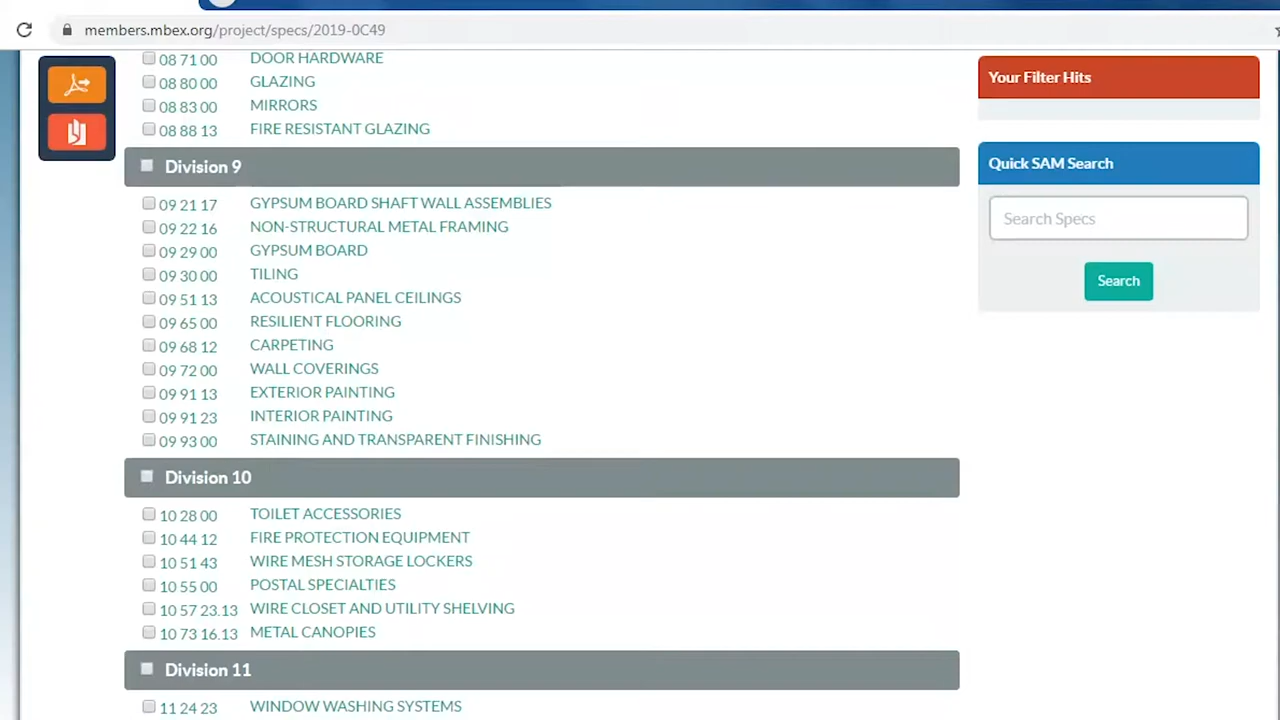 members.mbex.org/project/specs/2019-0C49
08 71 00 DOOR HARDWARE
08 80 00 GLAZING
08 83 00 MIRRORS
08 88 13 FIRE RESISTANT GLAZING
Division 9
09 21 17 GYPSUM BOARD SHAFT WALL ASSEMBLIES
09 22 16 NON-STRUCTURAL METAL FRAMING
09 29 00 GYPSUM BOARD
09 30 00 TILING
09 51 13 ACOUSTICAL PANEL CEILINGS
09 65 00 RESILIENT FLOORING
09 68 12 CARPETING
09 72 00 WALL COVERINGS
09 91 13 EXTERIOR PAINTING
09 91 23 INTERIOR PAINTING
09 93 00 STAINING AND TRANSPARENT FINISHING
Division 10
10 28 00 TOILET ACCESSORIES
10 44 12 FIRE PROTECTION EQUIPMENT
10 51 43 WIRE MESH STORAGE LOCKERS
10 55 00 POSTAL SPECIALTIES
10 57 23.13 WIRE CLOSET AND UTILITY SHELVING
10 73 16.13 METAL CANOPIES
Division 11
11 24 23 WINDOW WASHING SYSTEMS
Your Filter Hits
Quick SAM Search
Search Specs
Search